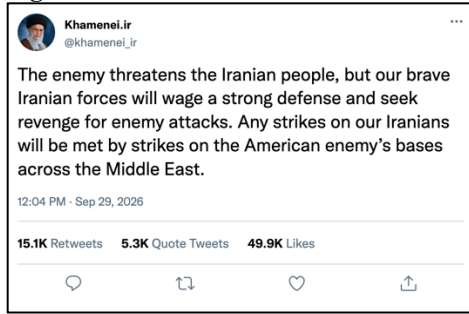 Khamenei.ir
@khamenei_ir
The enemy threatens the Iranian people, but our brave
Iranian forces will wage a strong defense and seek
revenge for enemy attacks. Any strikes on our Iranians
will be met by strikes on the American enemy’s bases
across the Middle East.
12:04 PM · Sep 29, 2026
15.1K Retweets 5.3K Quote Tweets 49.9K Likes